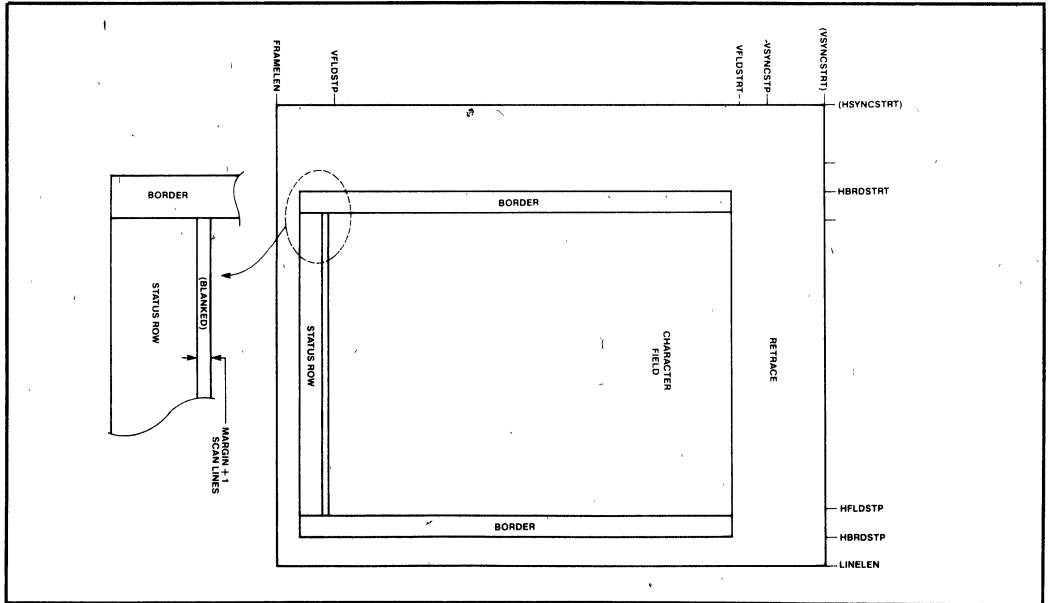 FRAMELEN
VFLDSTP
VFLDSTRT
VSYNCSTP
(VSYNCSTRT)
(HSYNCSTRT)
HBRDSTRT
HFLDSTP
HBRDSTP
LINELEN
BORDER
STATUS ROW
CHARACTER
FIELD
RETRACE
BORDER
BORDER
STATUS ROW
(BLANKED)
MARGIN + 1
SCAN LINES